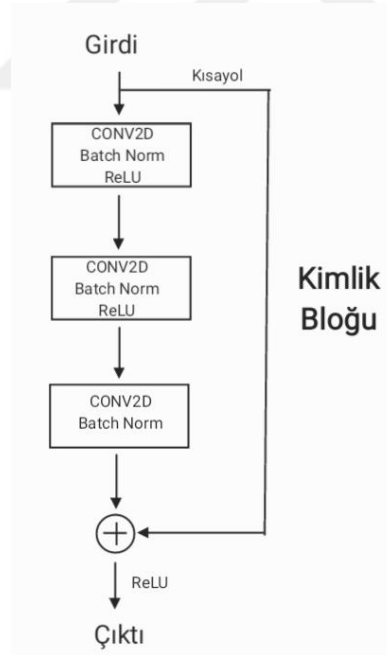 Girdi
Kısayol
CONV2D
Batch Norm
ReLU
CONV2D
Batch Norm
ReLU
Kimlik
Bloğu
CONV2D
Batch Norm
ReLU
Çıktı